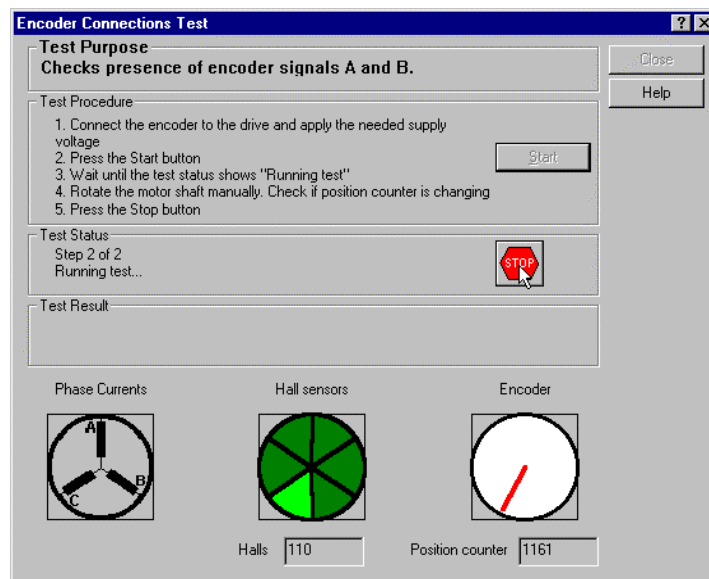 Encoder Connections Test
Test Purpose
Checks presence of encoder signals A and B.
Close
Help
Test Procedure
1. Connect the encoder to the drive and apply the needed supply
voltage
2. Press the Start button
3. Wait until the test status shows "Running test"
4. Rotate the motor shaft manually. Check if position counter is changing
5. Press the Stop button
Start
Test Status
Step 2 of 2
Running test...
STOP
Test Result
Phase Currents
Hall sensors
Encoder
A
B
C
Halls
110
Position counter
1161